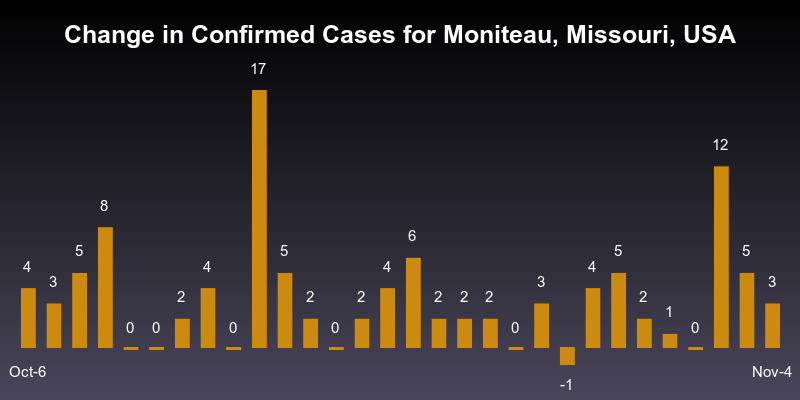 Change in Confirmed Cases for Moniteau, Missouri, USA
4 3 5 8 0 0 2 4 0 17 5 2 0 2 4 6 2 2 2 0 3 -1 4 5 2 1 0 12 5 3
Oct-6 Nov-4